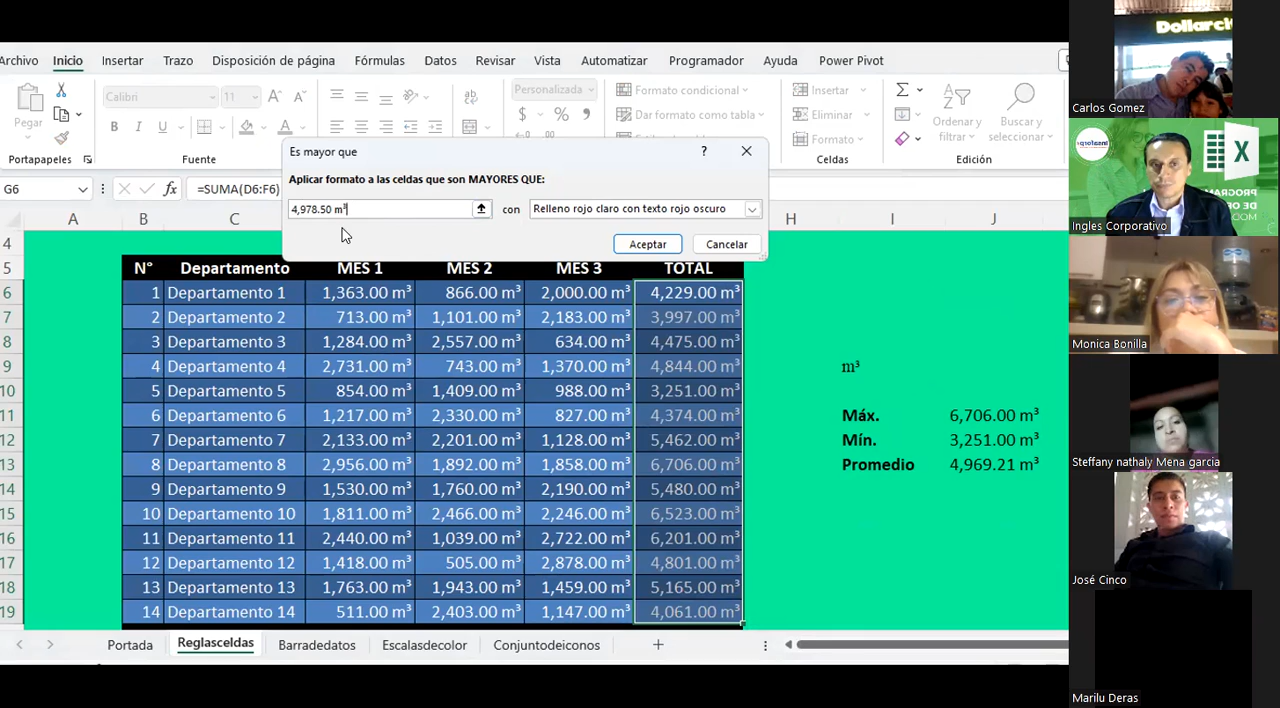 Archivo Inicio Insertar Trazo Disposición de página Fórmulas Datos Revisar Vista Automatizar Programador Ayuda Power Pivot
Pegar
Portapapeles
Calibri 11
N K S
Fuente
Personalizada
$ % 
Formato condicional
Dar formato como tabla
Insertar
Eliminar
Formato
Celdas
Ordenar y filtrar
Buscar y seleccionar
Edición
Es mayor que
Aplicar formato a las celdas que son MAYORES QUE:
4,978.50 m³ con Relleno rojo claro con texto rojo oscuro
Aceptar Cancelar
G6 fx =SUMA(D6:F6)
A B C H I J
4
5 N° Departamento MES 1 MES 2 MES 3 TOTAL
6 1 Departamento 1 1,363.00 m³ 866.00 m³ 2,000.00 m³ 4,229.00 m³
7 2 Departamento 2 713.00 m³ 1,101.00 m³ 2,183.00 m³ 3,997.00 m³
8 3 Departamento 3 1,284.00 m³ 2,557.00 m³ 634.00 m³ 4,475.00 m³
9 4 Departamento 4 2,731.00 m³ 743.00 m³ 1,370.00 m³ 4,844.00 m³ m³
10 5 Departamento 5 854.00 m³ 1,409.00 m³ 988.00 m³ 3,251.00 m³
11 6 Departamento 6 1,217.00 m³ 2,330.00 m³ 827.00 m³ 4,374.00 m³ Máx. 6,706.00 m³
12 7 Departamento 7 2,133.00 m³ 2,201.00 m³ 1,128.00 m³ 5,462.00 m³ Mín. 3,251.00 m³
13 8 Departamento 8 2,956.00 m³ 1,892.00 m³ 1,858.00 m³ 6,706.00 m³ Promedio 4,969.21 m³
14 9 Departamento 9 1,530.00 m³ 1,760.00 m³ 2,190.00 m³ 5,480.00 m³
15 10 Departamento 10 1,811.00 m³ 2,466.00 m³ 2,246.00 m³ 6,523.00 m³
16 11 Departamento 11 2,440.00 m³ 1,039.00 m³ 2,722.00 m³ 6,201.00 m³
17 12 Departamento 12 1,418.00 m³ 505.00 m³ 2,878.00 m³ 4,801.00 m³
18 13 Departamento 13 1,763.00 m³ 1,943.00 m³ 1,459.00 m³ 5,165.00 m³
19 14 Departamento 14 511.00 m³ 2,403.00 m³ 1,147.00 m³ 4,061.00 m³
Portada Reglasceldas Barradedatos Escalasdecolor Conjuntodeiconos
Dollarci
Carlos Gomez
Insaforp
X
Ingles Corporativo
Monica Bonilla
Steffany nathaly Mena garcia
José Cinco
Marilu Deras